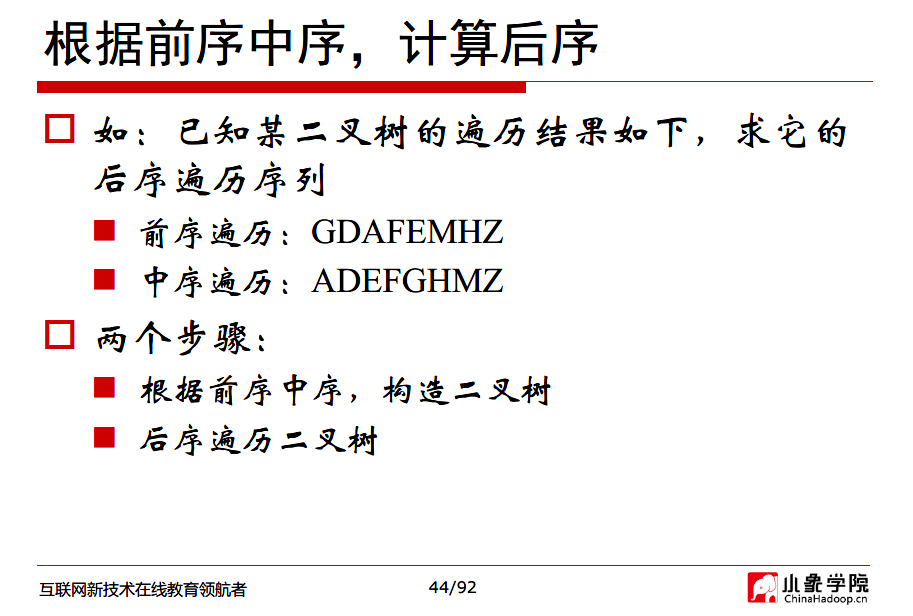 根据前序中序，计算后序
如：已知某二叉树的遍历结果如下，求它的
后序遍历序列
前序遍历：GDAFEMHZ
中序遍历：ADEFGHMZ
两个步骤：
根据前序中序，构造二叉树
后序遍历二叉树
互联网新技术在线教育领航者
44/92
小象学院
ChinaHadoop.cn